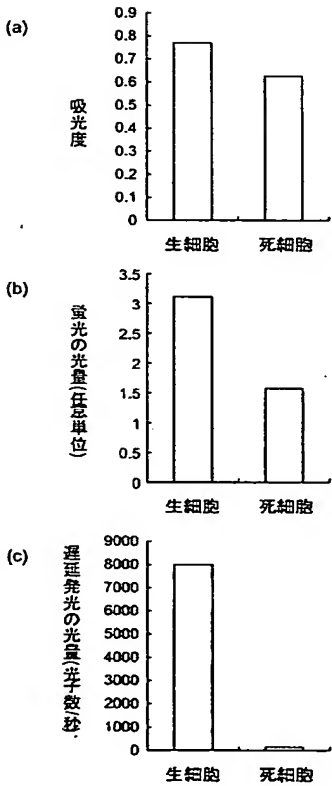 (a)
吸光度
0.9
0.8
0.7
0.6
0.5
0.4
0.3
0.2
0.1
0
生細胞
死細胞
(b)
蛍光の光量(任意単位)
3.5
3
2.5
2
1.5
1
0.5
0
生細胞
死細胞
(c)
遅延発光の光量(光子数/秒)
9000
8000
7000
6000
5000
4000
3000
2000
1000
0
生細胞
死細胞